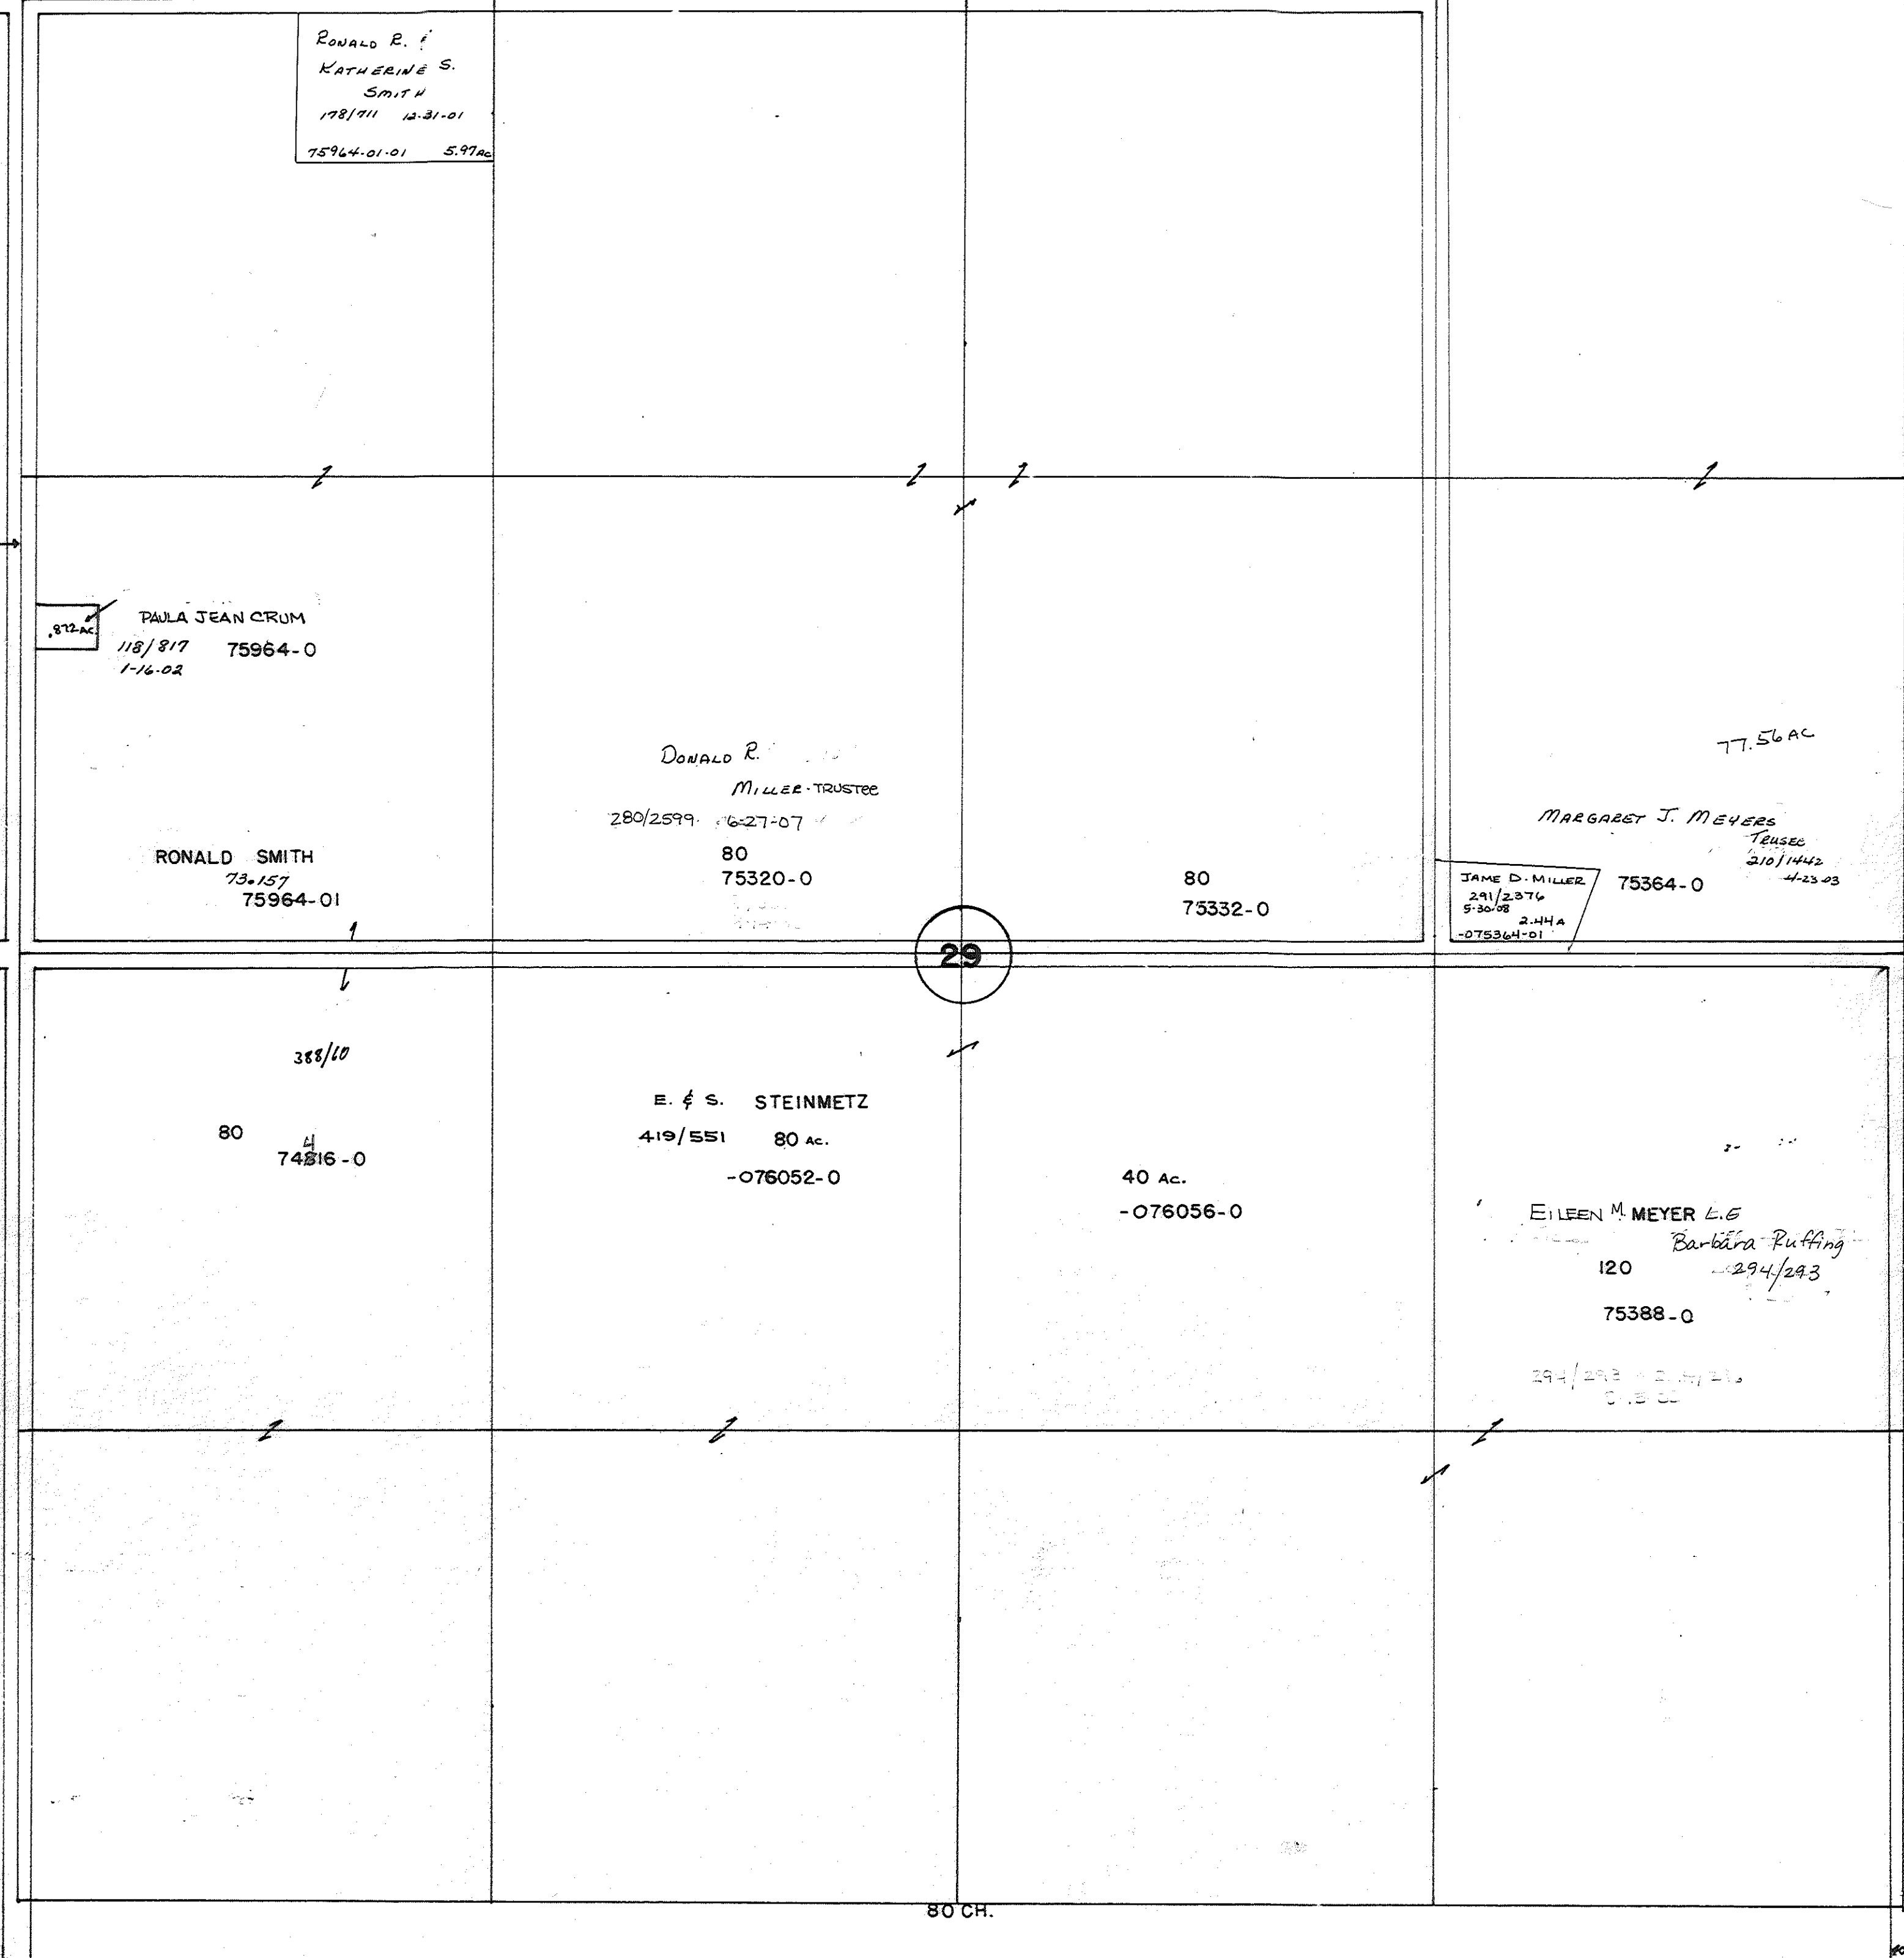 RONALD R. &
KATHERINE S.
SMITH
178/711 12-31-01
75964-01-01 5.97 AC
.872 AC.
PAULA JEAN CRUM
118/817 75964-0
1-16-02
RONALD SMITH
73.157
75964-01
DONALD R.
MILLER-TRUSTEE
280/2599 6-27-07
80
75320-0
80
75332-0
77.56 AC
MARGARET J. MEYERS
TRUSEE
210/1442
4-23-03
75364-0
JAME D. MILLER
291/2376
5-30-08
2.44 A
-075364-01
29
388/60
80
4
74816-0
E. & S. STEINMETZ
419/551 80 AC.
-076052-0
40 AC.
-076056-0
EILEEN M. MEYER L.E
Barbara Ruffing
120 294/293
75388-0
294/293
80 CH.